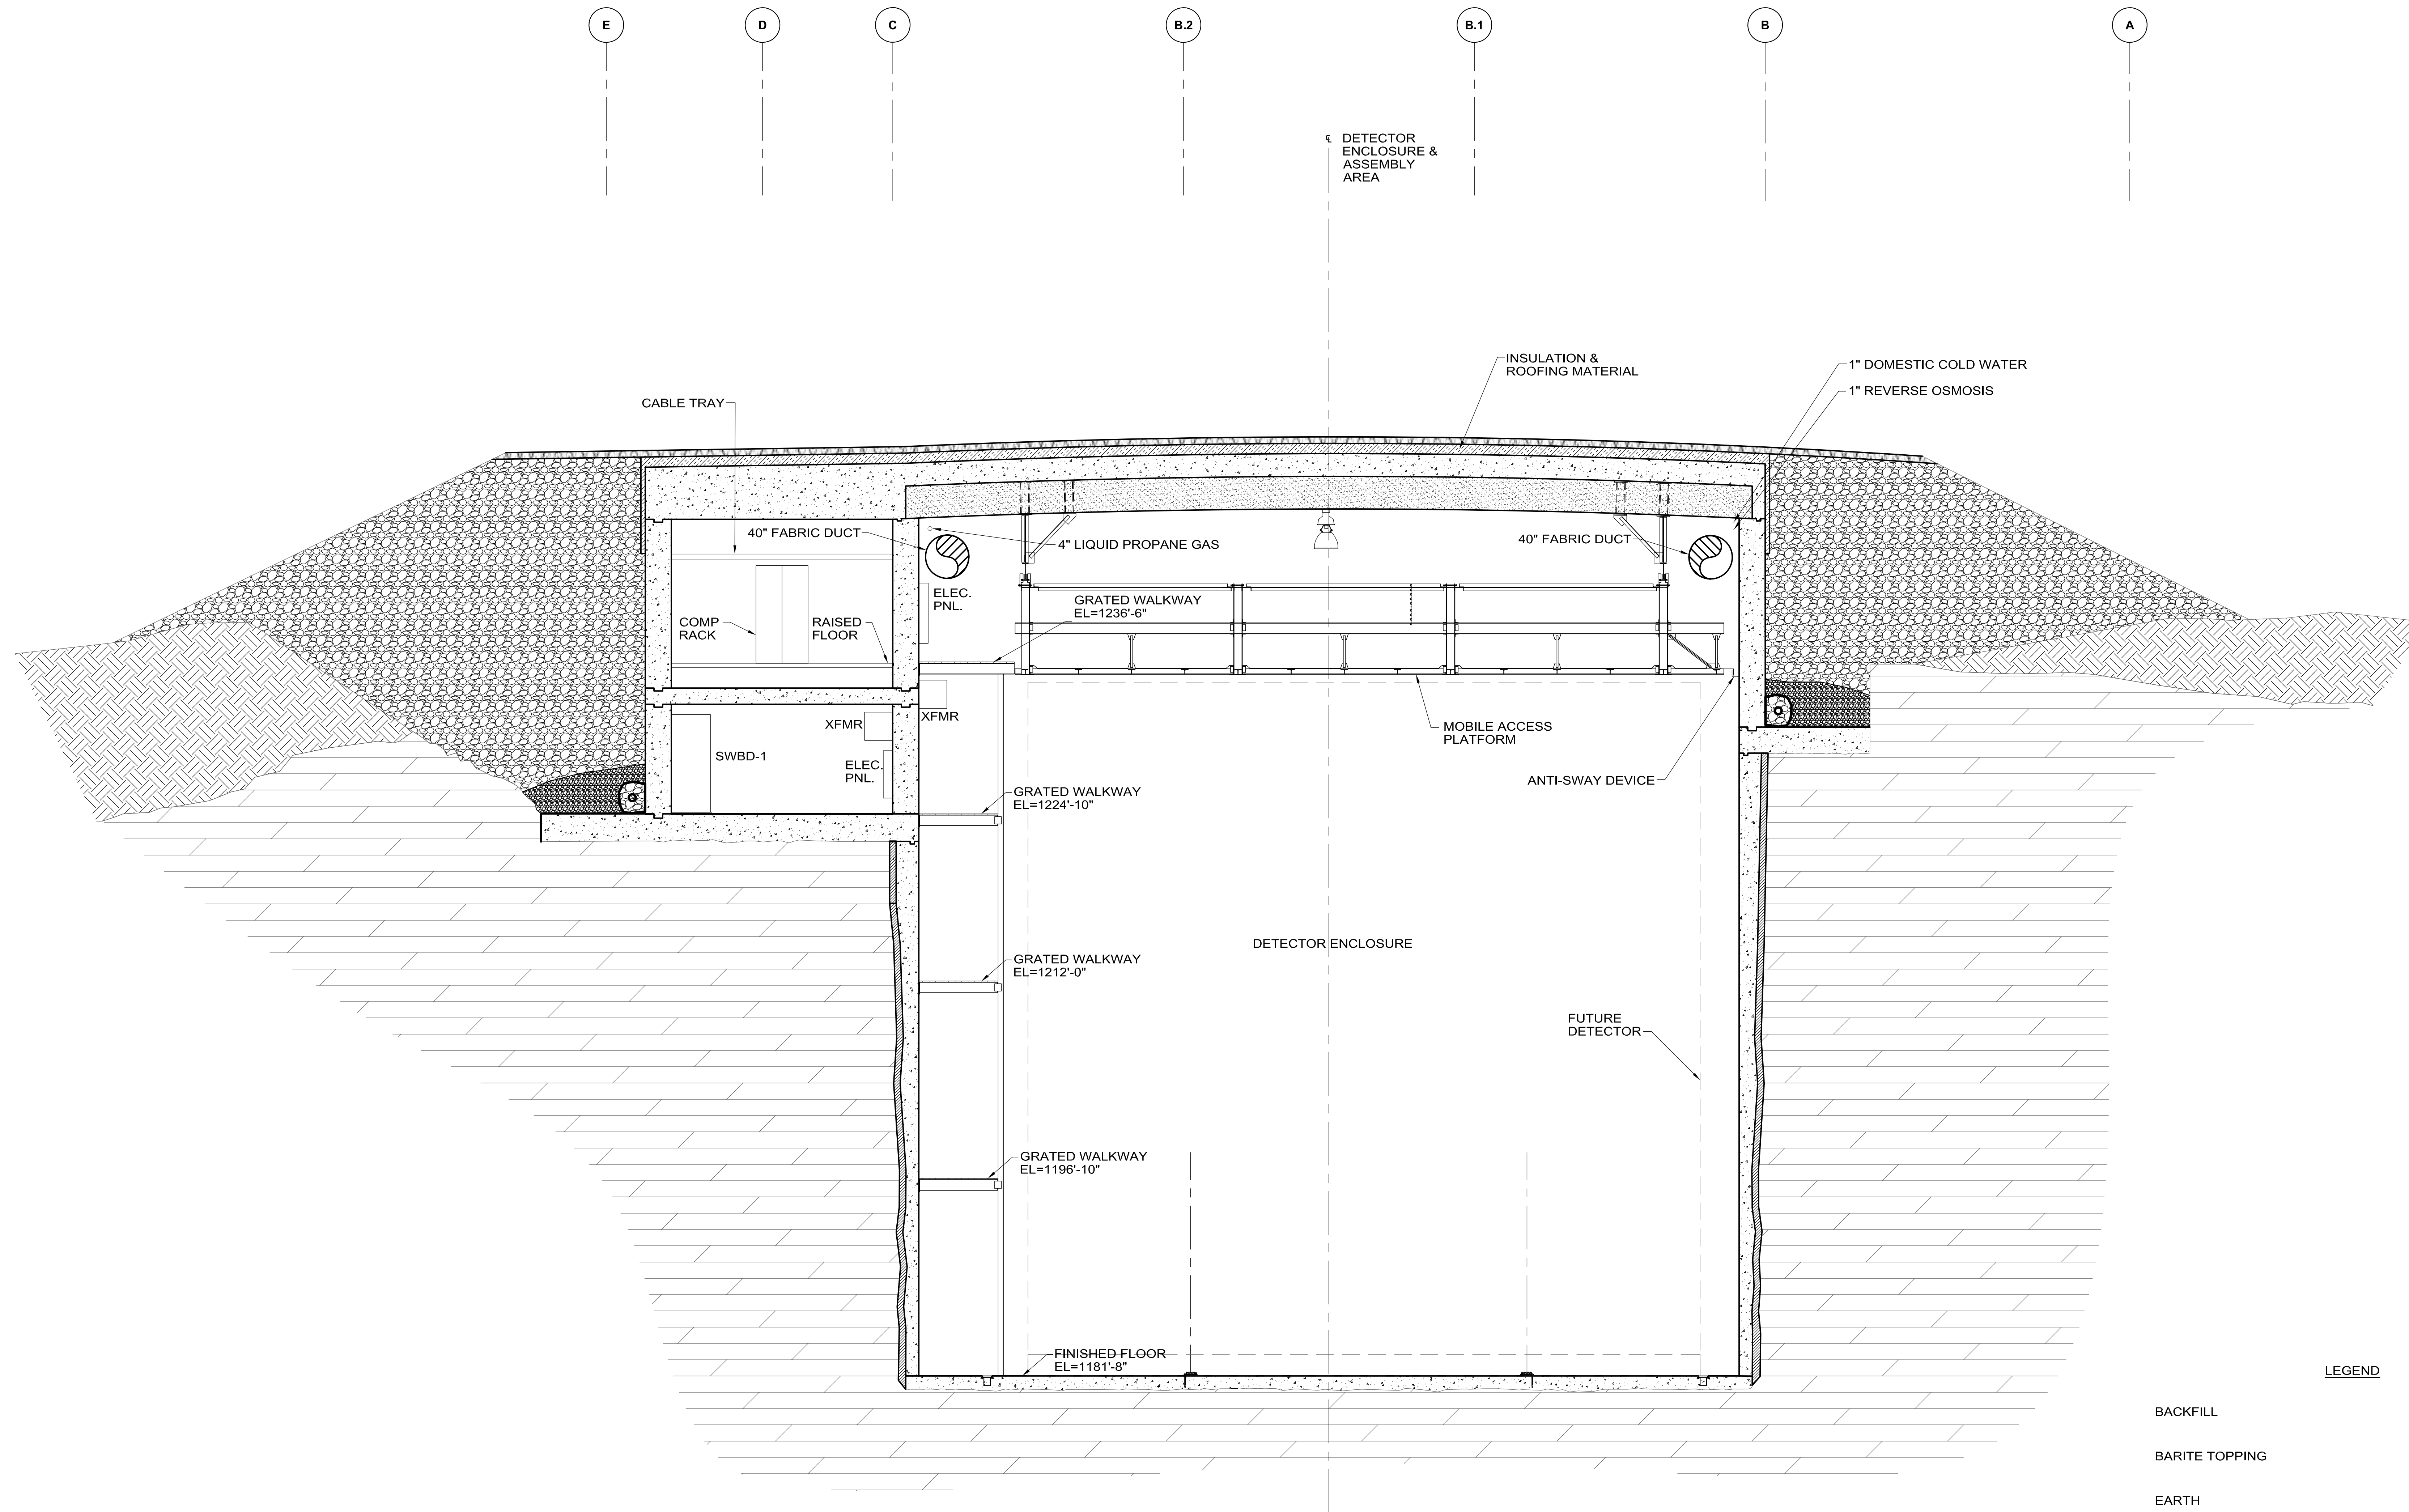 E
D
C
B.2
B.1
B
A
℄ DETECTOR
ENCLOSURE &
ASSEMBLY
AREA
INSULATION &
ROOFING MATERIAL
1" DOMESTIC COLD WATER
1" REVERSE OSMOSIS
CABLE TRAY
40" FABRIC DUCT
4" LIQUID PROPANE GAS
40" FABRIC DUCT
ELEC.
PNL.
GRATED WALKWAY
EL=1236'-6"
COMP
RACK
RAISED
FLOOR
XFMR
XFMR
SWBD-1
ELEC.
PNL.
MOBILE ACCESS
PLATFORM
ANTI-SWAY DEVICE
GRATED WALKWAY
EL=1224'-10"
DETECTOR ENCLOSURE
GRATED WALKWAY
EL=1212'-0"
FUTURE
DETECTOR
GRATED WALKWAY
EL=1196'-10"
FINISHED FLOOR
EL=1181'-8"
LEGEND
BACKFILL
BARITE TOPPING
EARTH